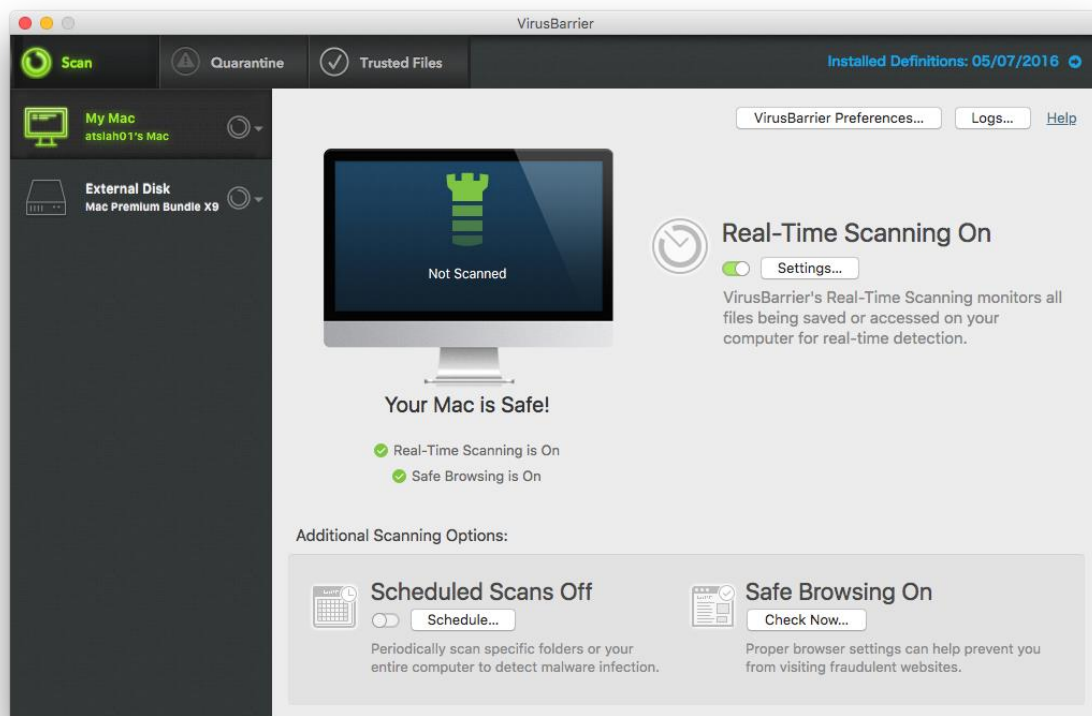 VirusBarrier
Scan
Quarantine
Trusted Files
Installed Definitions: 05/07/2016
My Mac
atslah01's Mac
External Disk
Mac Premium Bundle X9
VirusBarrier Preferences...
Logs...
Help
Not Scanned
Your Mac is Safe!
Real-Time Scanning is On
Safe Browsing is On
Real-Time Scanning On
Settings...
VirusBarrier's Real-Time Scanning monitors all
files being saved or accessed on your
computer for real-time detection.
Additional Scanning Options:
Scheduled Scans Off
Schedule...
Periodically scan specific folders or your
entire computer to detect malware infection.
Safe Browsing On
Check Now...
Proper browser settings can help prevent you
from visiting fraudulent websites.